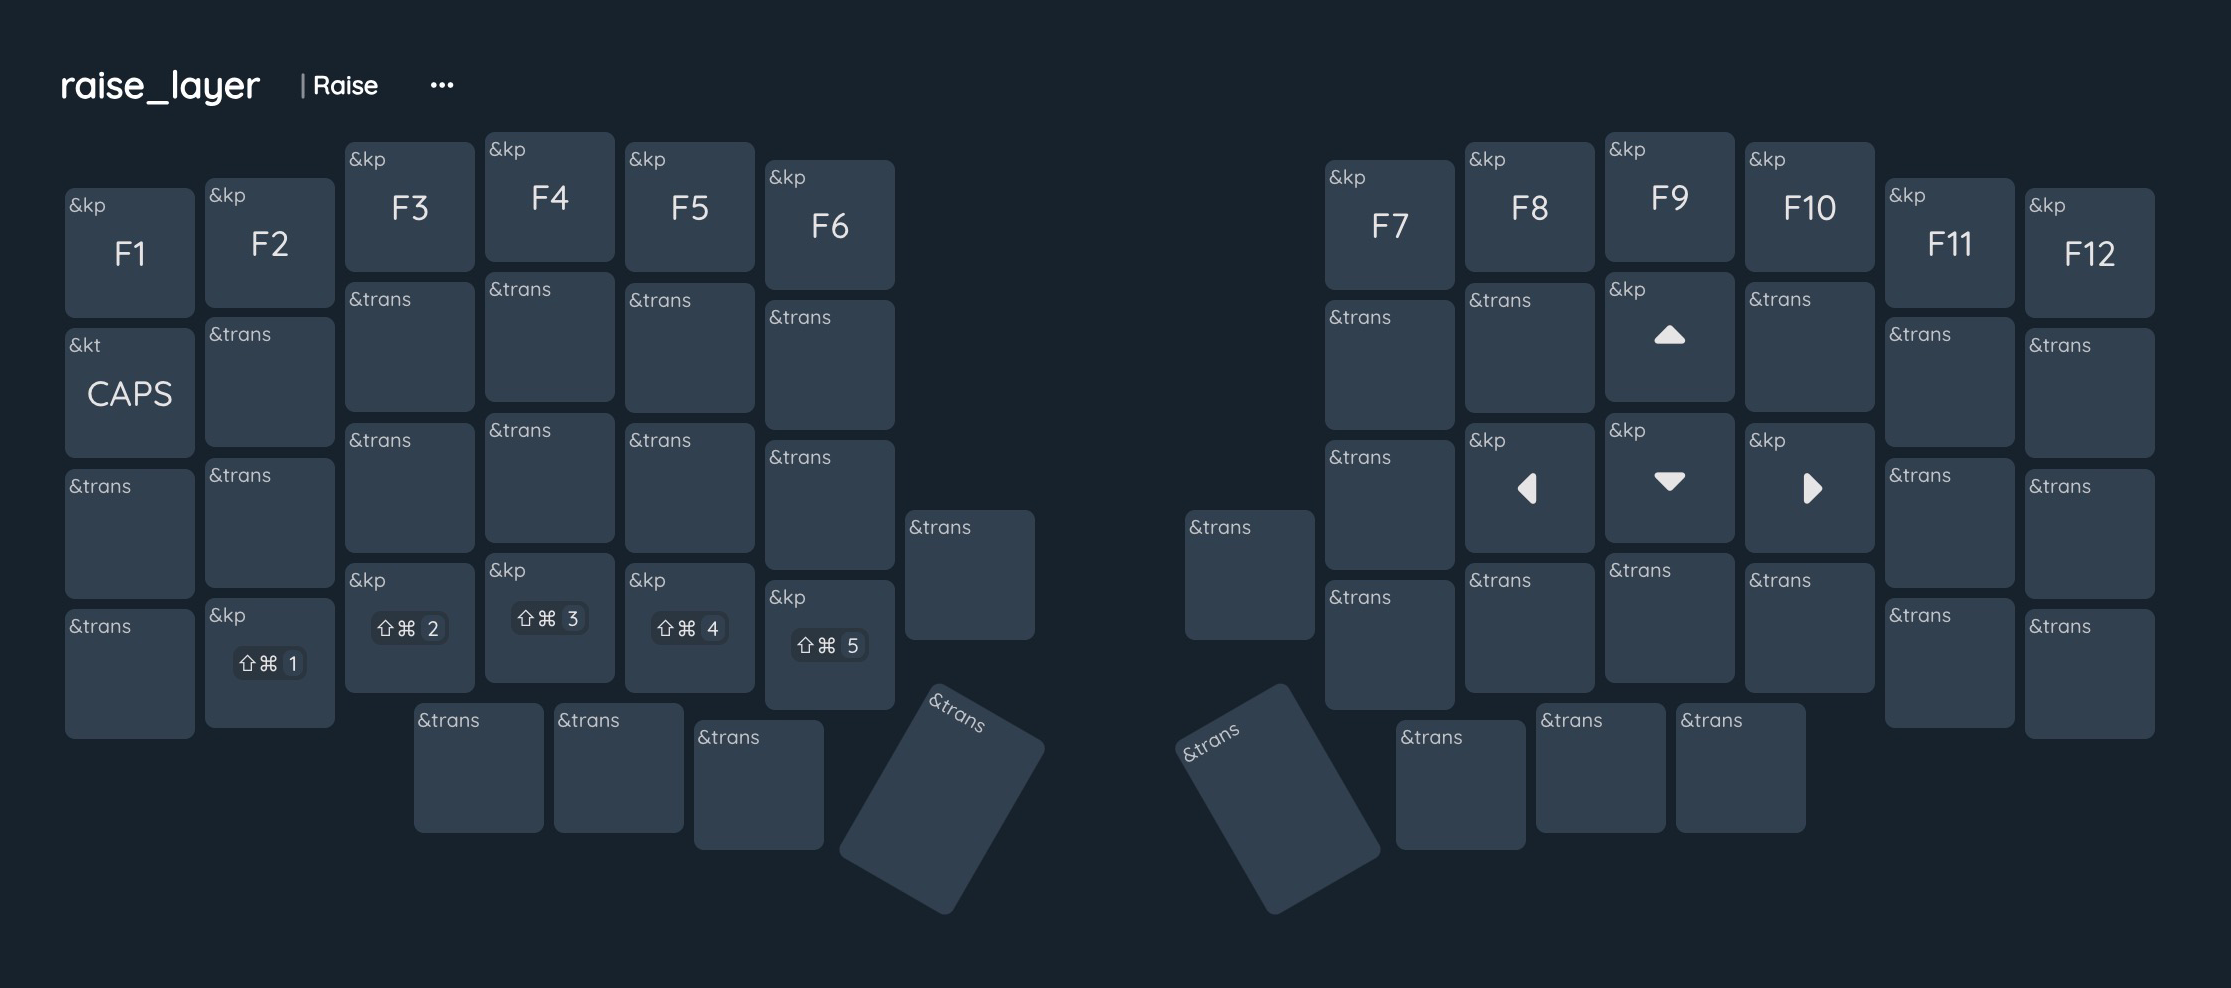 raise_layer | Raise •••
&kp F1 &kp F2 &kp F3 &kp F4 &kp F5 &kp F6 &kp F7 &kp F8 &kp F9 &kp F10 &kp F11 &kp F12
&kt CAPS &trans &trans &trans &trans &trans &trans &trans &kp ▲ &trans &trans &trans
&trans &trans &trans &trans &trans &trans &trans &kp ◀ &kp ▼ &kp ▶ &trans &trans
&trans &kp ⇧⌘ 1 &kp ⇧⌘ 2 &kp ⇧⌘ 3 &kp ⇧⌘ 4 &kp ⇧⌘ 5 &trans &trans &trans &trans &trans &trans &trans &trans
&trans &trans &trans &trans &trans &trans &trans &trans